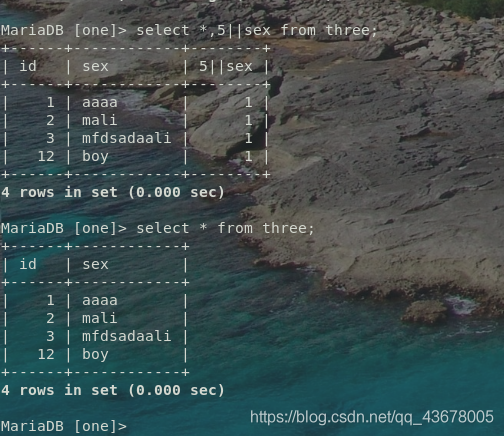 MariaDB [one]> select *,5||sex from three;
+------+------------+--------+
| id   | sex        | 5||sex |
+------+------------+--------+
|    1 | aaaa       |      1 |
|    2 | mali       |      1 |
|    3 | mfdsadaali |      1 |
|   12 | boy        |      1 |
+------+------------+--------+
4 rows in set (0.000 sec)
MariaDB [one]> select * from three;
+------+------------+
| id   | sex        |
+------+------------+
|    1 | aaaa       |
|    2 | mali       |
|    3 | mfdsadaali |
|   12 | boy        |
+------+------------+
4 rows in set (0.000 sec)
MariaDB [one]>
https://blog.csdn.net/qq_43678005